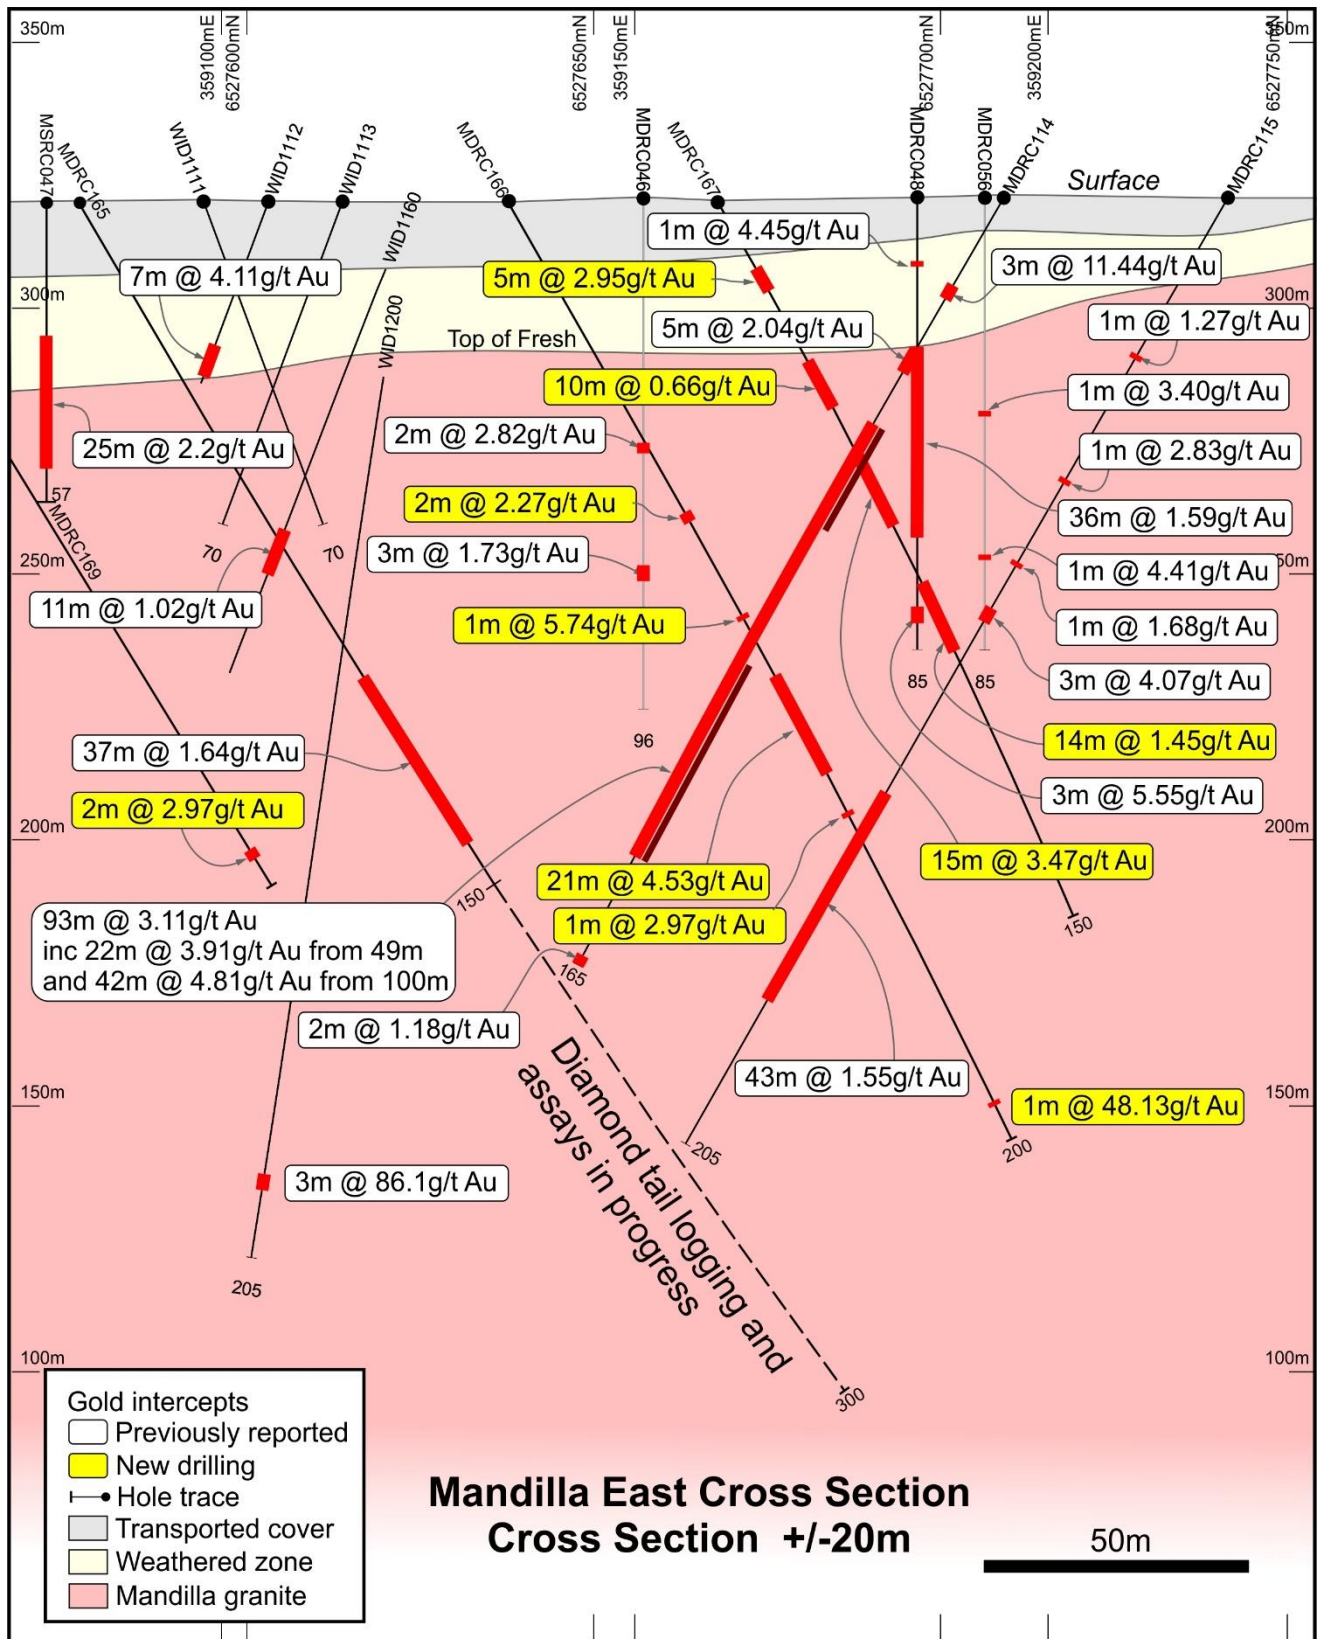 350m
359100mE
6527600mN
6527650mN
359150mE
6527700mN
359200mE
6527750mN
350m
MSRC047
MDRC165
WID1111
WID1112
WID1113
WID1160
WID1200
MDRC166
MDRC046
MDRC167
MDRC048
MDRC056
MDRC114
MDRC115
Surface
1m @ 4.45g/t Au
7m @ 4.11g/t Au
5m @ 2.95g/t Au
3m @ 11.44g/t Au
300m
300m
5m @ 2.04g/t Au
1m @ 1.27g/t Au
Top of Fresh
10m @ 0.66g/t Au
1m @ 3.40g/t Au
2m @ 2.82g/t Au
25m @ 2.2g/t Au
1m @ 2.83g/t Au
57
MDRC169
2m @ 2.27g/t Au
36m @ 1.59g/t Au
70
70
3m @ 1.73g/t Au
250m
50m
1m @ 4.41g/t Au
11m @ 1.02g/t Au
1m @ 5.74g/t Au
1m @ 1.68g/t Au
85
85
3m @ 4.07g/t Au
96
14m @ 1.45g/t Au
37m @ 1.64g/t Au
3m @ 5.55g/t Au
2m @ 2.97g/t Au
200m
200m
15m @ 3.47g/t Au
21m @ 4.53g/t Au
150
1m @ 2.97g/t Au
150
93m @ 3.11g/t Au
inc 22m @ 3.91g/t Au from 49m
and 42m @ 4.81g/t Au from 100m
165
2m @ 1.18g/t Au
Diamond tail logging and
assays in progress
43m @ 1.55g/t Au
150m
150m
1m @ 48.13g/t Au
205
200
3m @ 86.1g/t Au
205
100m
100m
300
Gold intercepts
Previously reported
New drilling
Hole trace
Transported cover
Weathered zone
Mandilla granite
Mandilla East Cross Section
Cross Section +/-20m
50m